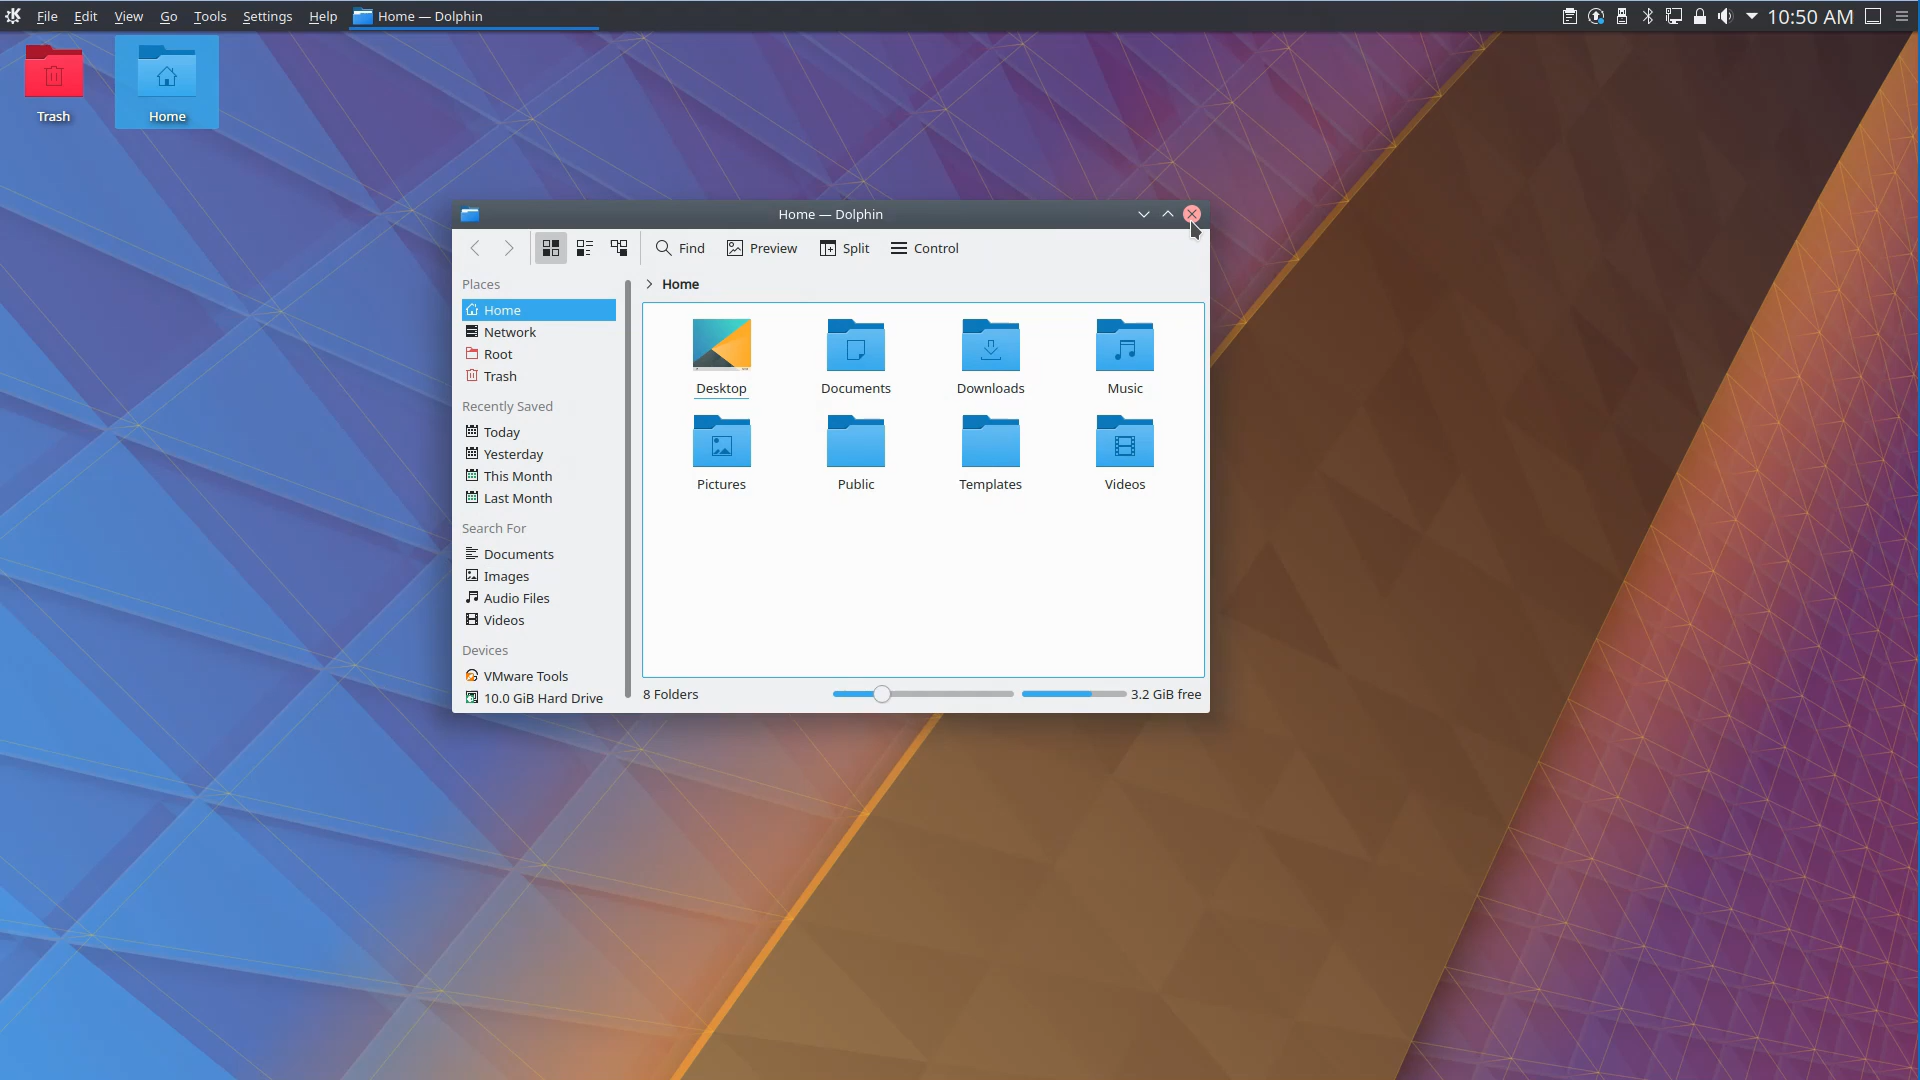 File Edit View Go Tools Settings Help Home — Dolphin 10:50 AM
Trash Home
Home — Dolphin
Find Preview Split Control
Places
Home
Network
Root
Trash
Recently Saved
Today
Yesterday
This Month
Last Month
Search For
Documents
Images
Audio Files
Videos
Devices
VMware Tools
10.0 GiB Hard Drive
Home
Desktop Documents Downloads Music
Pictures Public Templates Videos
8 Folders 3.2 GiB free